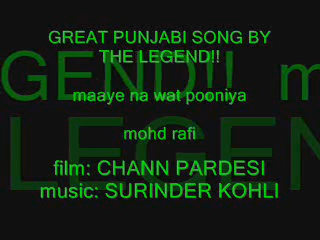 GREAT PUNJABI SONG BY
THE LEGEND!!
maaye na wat pooniya
mohd rafi
film: CHANN PARDESI
music: SURINDER KOHLI